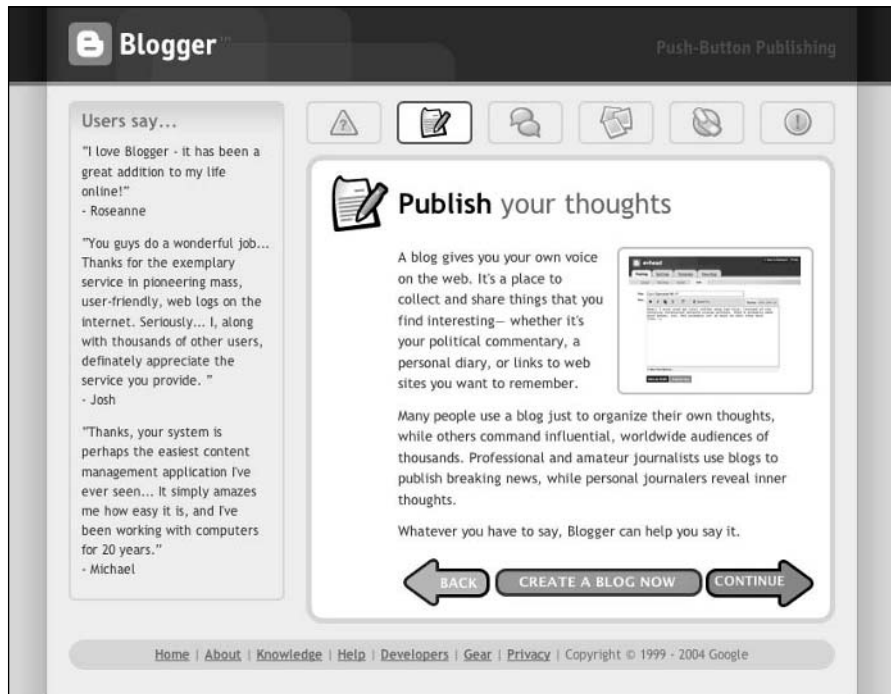 Blogger™
Push-Button Publishing
Users say...
"I love Blogger - it has been a
great addition to my life
online!"
- Roseanne
"You guys do a wonderful job...
Thanks for the exemplary
service in pioneering mass,
user-friendly, web logs on the
internet. Seriously... I, along
with thousands of other users,
definately appreciate the
service you provide. "
- Josh
"Thanks, your system is
perhaps the easiest content
management application I've
ever seen... It simply amazes
me how easy it is, and I've
been working with computers
for 20 years."
- Michael
Publish your thoughts
A blog gives you your own voice
on the web. It's a place to
collect and share things that you
find interesting— whether it's
your political commentary, a
personal diary, or links to web
sites you want to remember.
Many people use a blog just to organize their own thoughts,
while others command influential, worldwide audiences of
thousands. Professional and amateur journalists use blogs to
publish breaking news, while personal journalers reveal inner
thoughts.
Whatever you have to say, Blogger can help you say it.
BACK
CREATE A BLOG NOW
CONTINUE
Home | About | Knowledge | Help | Developers | Gear | Privacy | Copyright © 1999 - 2004 Google